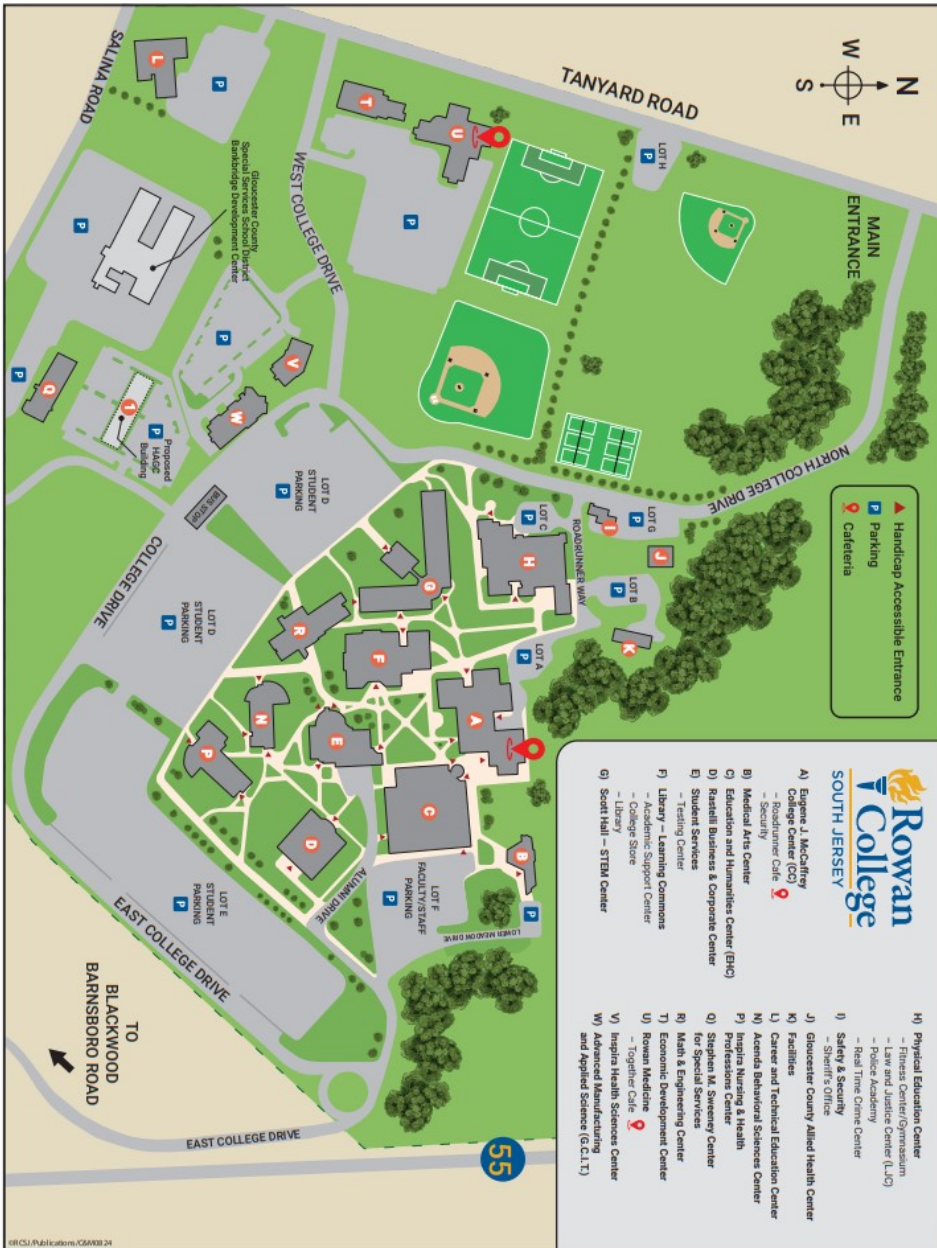 N
W
E
S
TANYARD ROAD
MAIN
ENTRANCE
NORTH COLLEGE DRIVE
SALINA ROAD
WEST COLLEGE DRIVE
L
P
T
U
LOT H
P
P
Gloucester County
Special Services School District
Bankbridge Development Center
P
P
V
W
Q
P
1
P
Proposed
HAGC
Building
BUS STOP
LOT D
STUDENT
PARKING
P
COLLEGE DRIVE
LOT D
STUDENT
PARKING
P
LOT C
P
ROADRUNNER WAY
LOT G
P
I
J
LOT B
P
K
LOT A
P
H
G
R
F
A
N
E
P
C
D
B
P
LOT F
FACULTY/STAFF
PARKING
P
LOWER MEADOW DRIVE
ALUMNI DRIVE
LOT E
STUDENT
PARKING
P
EAST COLLEGE DRIVE
TO
BLACKWOOD
BARNSBORO ROAD
EAST COLLEGE DRIVE
55
Handicap Accessible Entrance
P Parking
Cafeteria
Rowan
College
SOUTH JERSEY
A) Eugene J. McCaffrey
College Center (CC)
– Roadrunner Cafe
– Security
B) Medical Arts Center
C) Education and Humanities Center (EHC)
D) Rastelli Business & Corporate Center
E) Student Services
– Testing Center
F) Library – Learning Commons
– Academic Support Center
– College Store
– Library
G) Scott Hall – STEM Center
H) Physical Education Center
– Fitness Center/Gymnasium
– Law and Justice Center (LJC)
– Police Academy
– Real Time Crime Center
I) Safety & Security
– Sheriff's Office
J) Gloucester County Allied Health Center
K) Facilities
L) Career and Technical Education Center
N) Acenda Behavioral Sciences Center
P) Inspira Nursing & Health
Professions Center
Q) Stephen M. Sweeney Center
for Special Services
R) Math & Engineering Center
T) Economic Development Center
U) Rowan Medicine
– Together Cafe
V) Inspira Health Sciences Center
W) Advanced Manufacturing
and Applied Science (G.C.I.T.)
©RCSJ/Publications/C&M0824